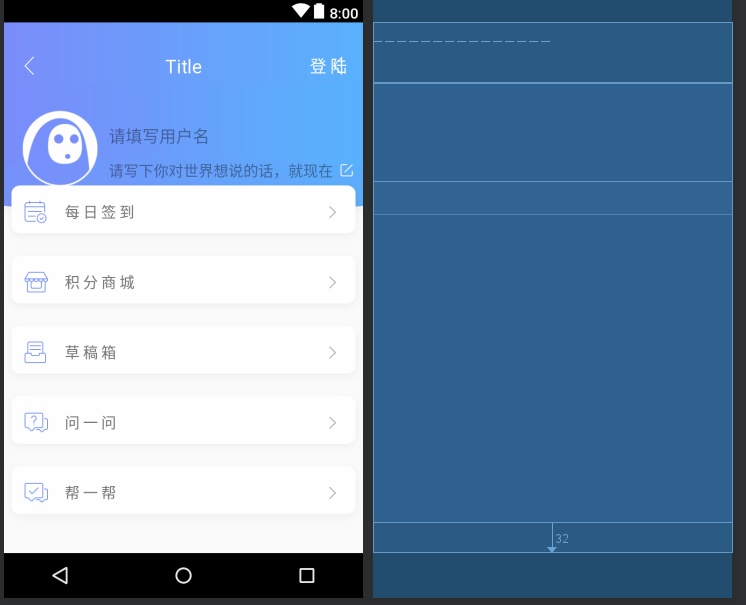 8:00
Title
登陆
请填写用户名
请写下你对世界想说的话，就现在
每日签到
积分商城
草稿箱
问一问
帮一帮
32